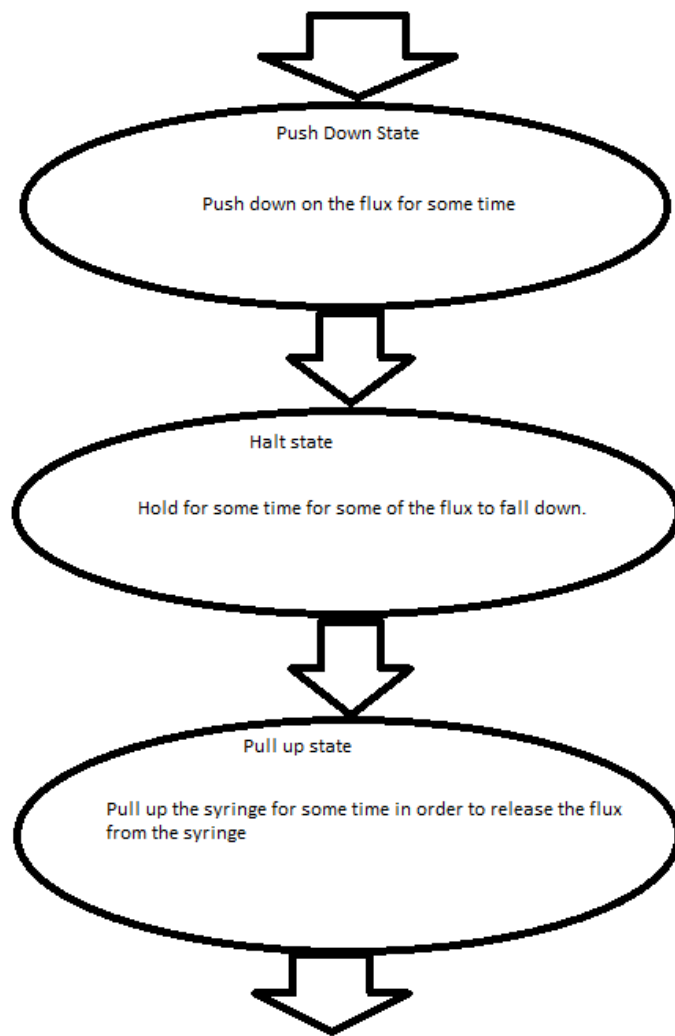 Push Down State
Push down on the flux for some time
Halt state
Hold for some time for some of the flux to fall down.
Pull up state
Pull up the syringe for some time in order to release the flux
from the syringe